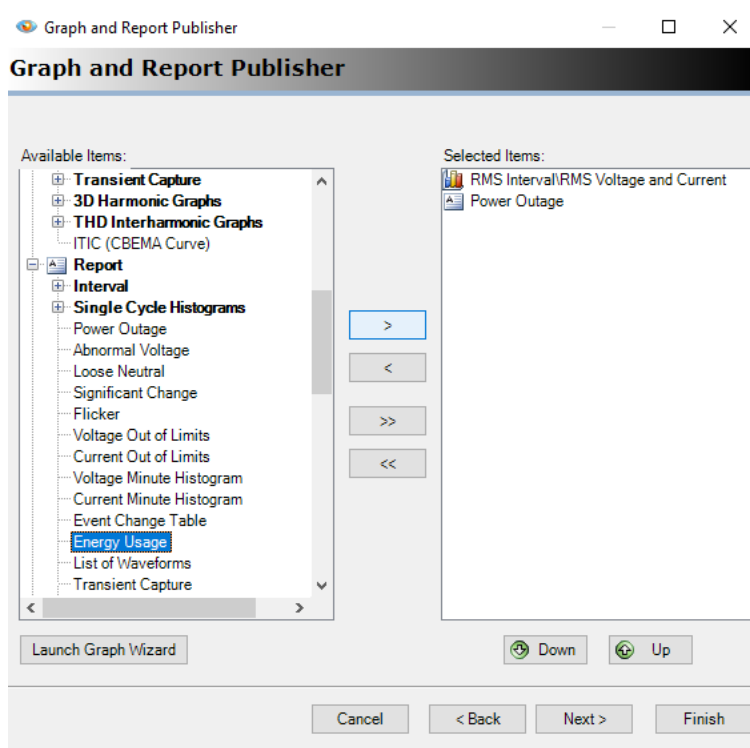 Graph and Report Publisher
Graph and Report Publisher
Available Items:
Transient Capture
3D Harmonic Graphs
THD Interharmonic Graphs
ITIC (CBEMA Curve)
Report
Interval
Single Cycle Histograms
Power Outage
Abnormal Voltage
Loose Neutral
Significant Change
Flicker
Voltage Out of Limits
Current Out of Limits
Voltage Minute Histogram
Current Minute Histogram
Event Change Table
Energy Usage
List of Waveforms
Transient Capture
Launch Graph Wizard
>
<
>>
<<
Selected Items:
RMS Interval\RMS Voltage and Current
Power Outage
Down
Up
Cancel
< Back
Next >
Finish